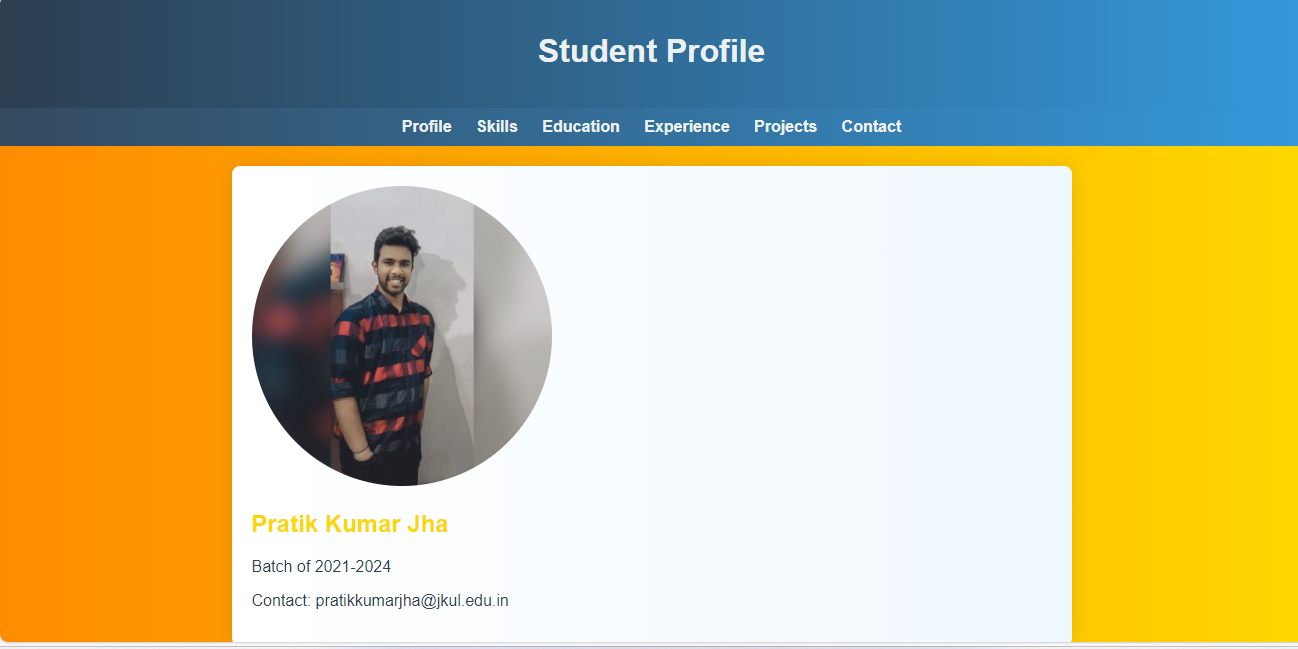 Student Profile
Profile Skills Education Experience Projects Contact
Pratik Kumar Jha
Batch of 2021-2024
Contact: pratikkumarjha@jkul.edu.in